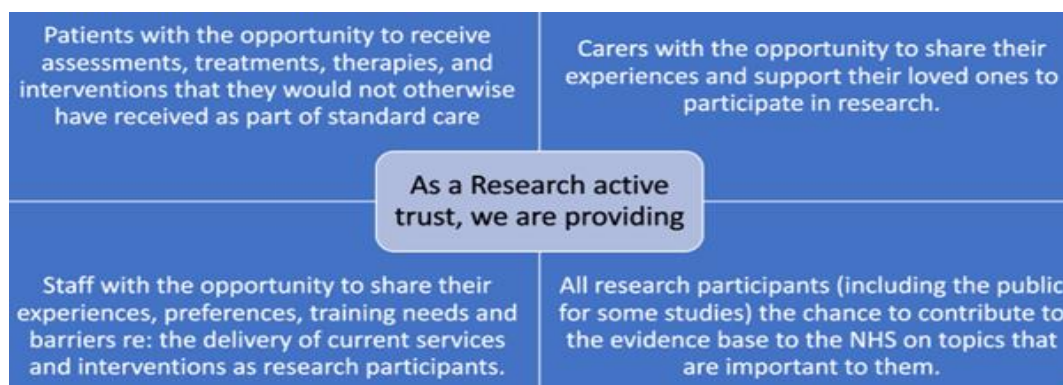 Patients with the opportunity to receive
assessments, treatments, therapies, and
interventions that they would not otherwise
have received as part of standard care
Carers with the opportunity to share their
experiences and support their loved ones to
participate in research.
As a Research active
trust, we are providing
Staff with the opportunity to share their
experiences, preferences, training needs and
barriers re: the delivery of current services
and interventions as research participants.
All research participants (including the public
for some studies) the chance to contribute to
the evidence base to the NHS on topics that
are important to them.